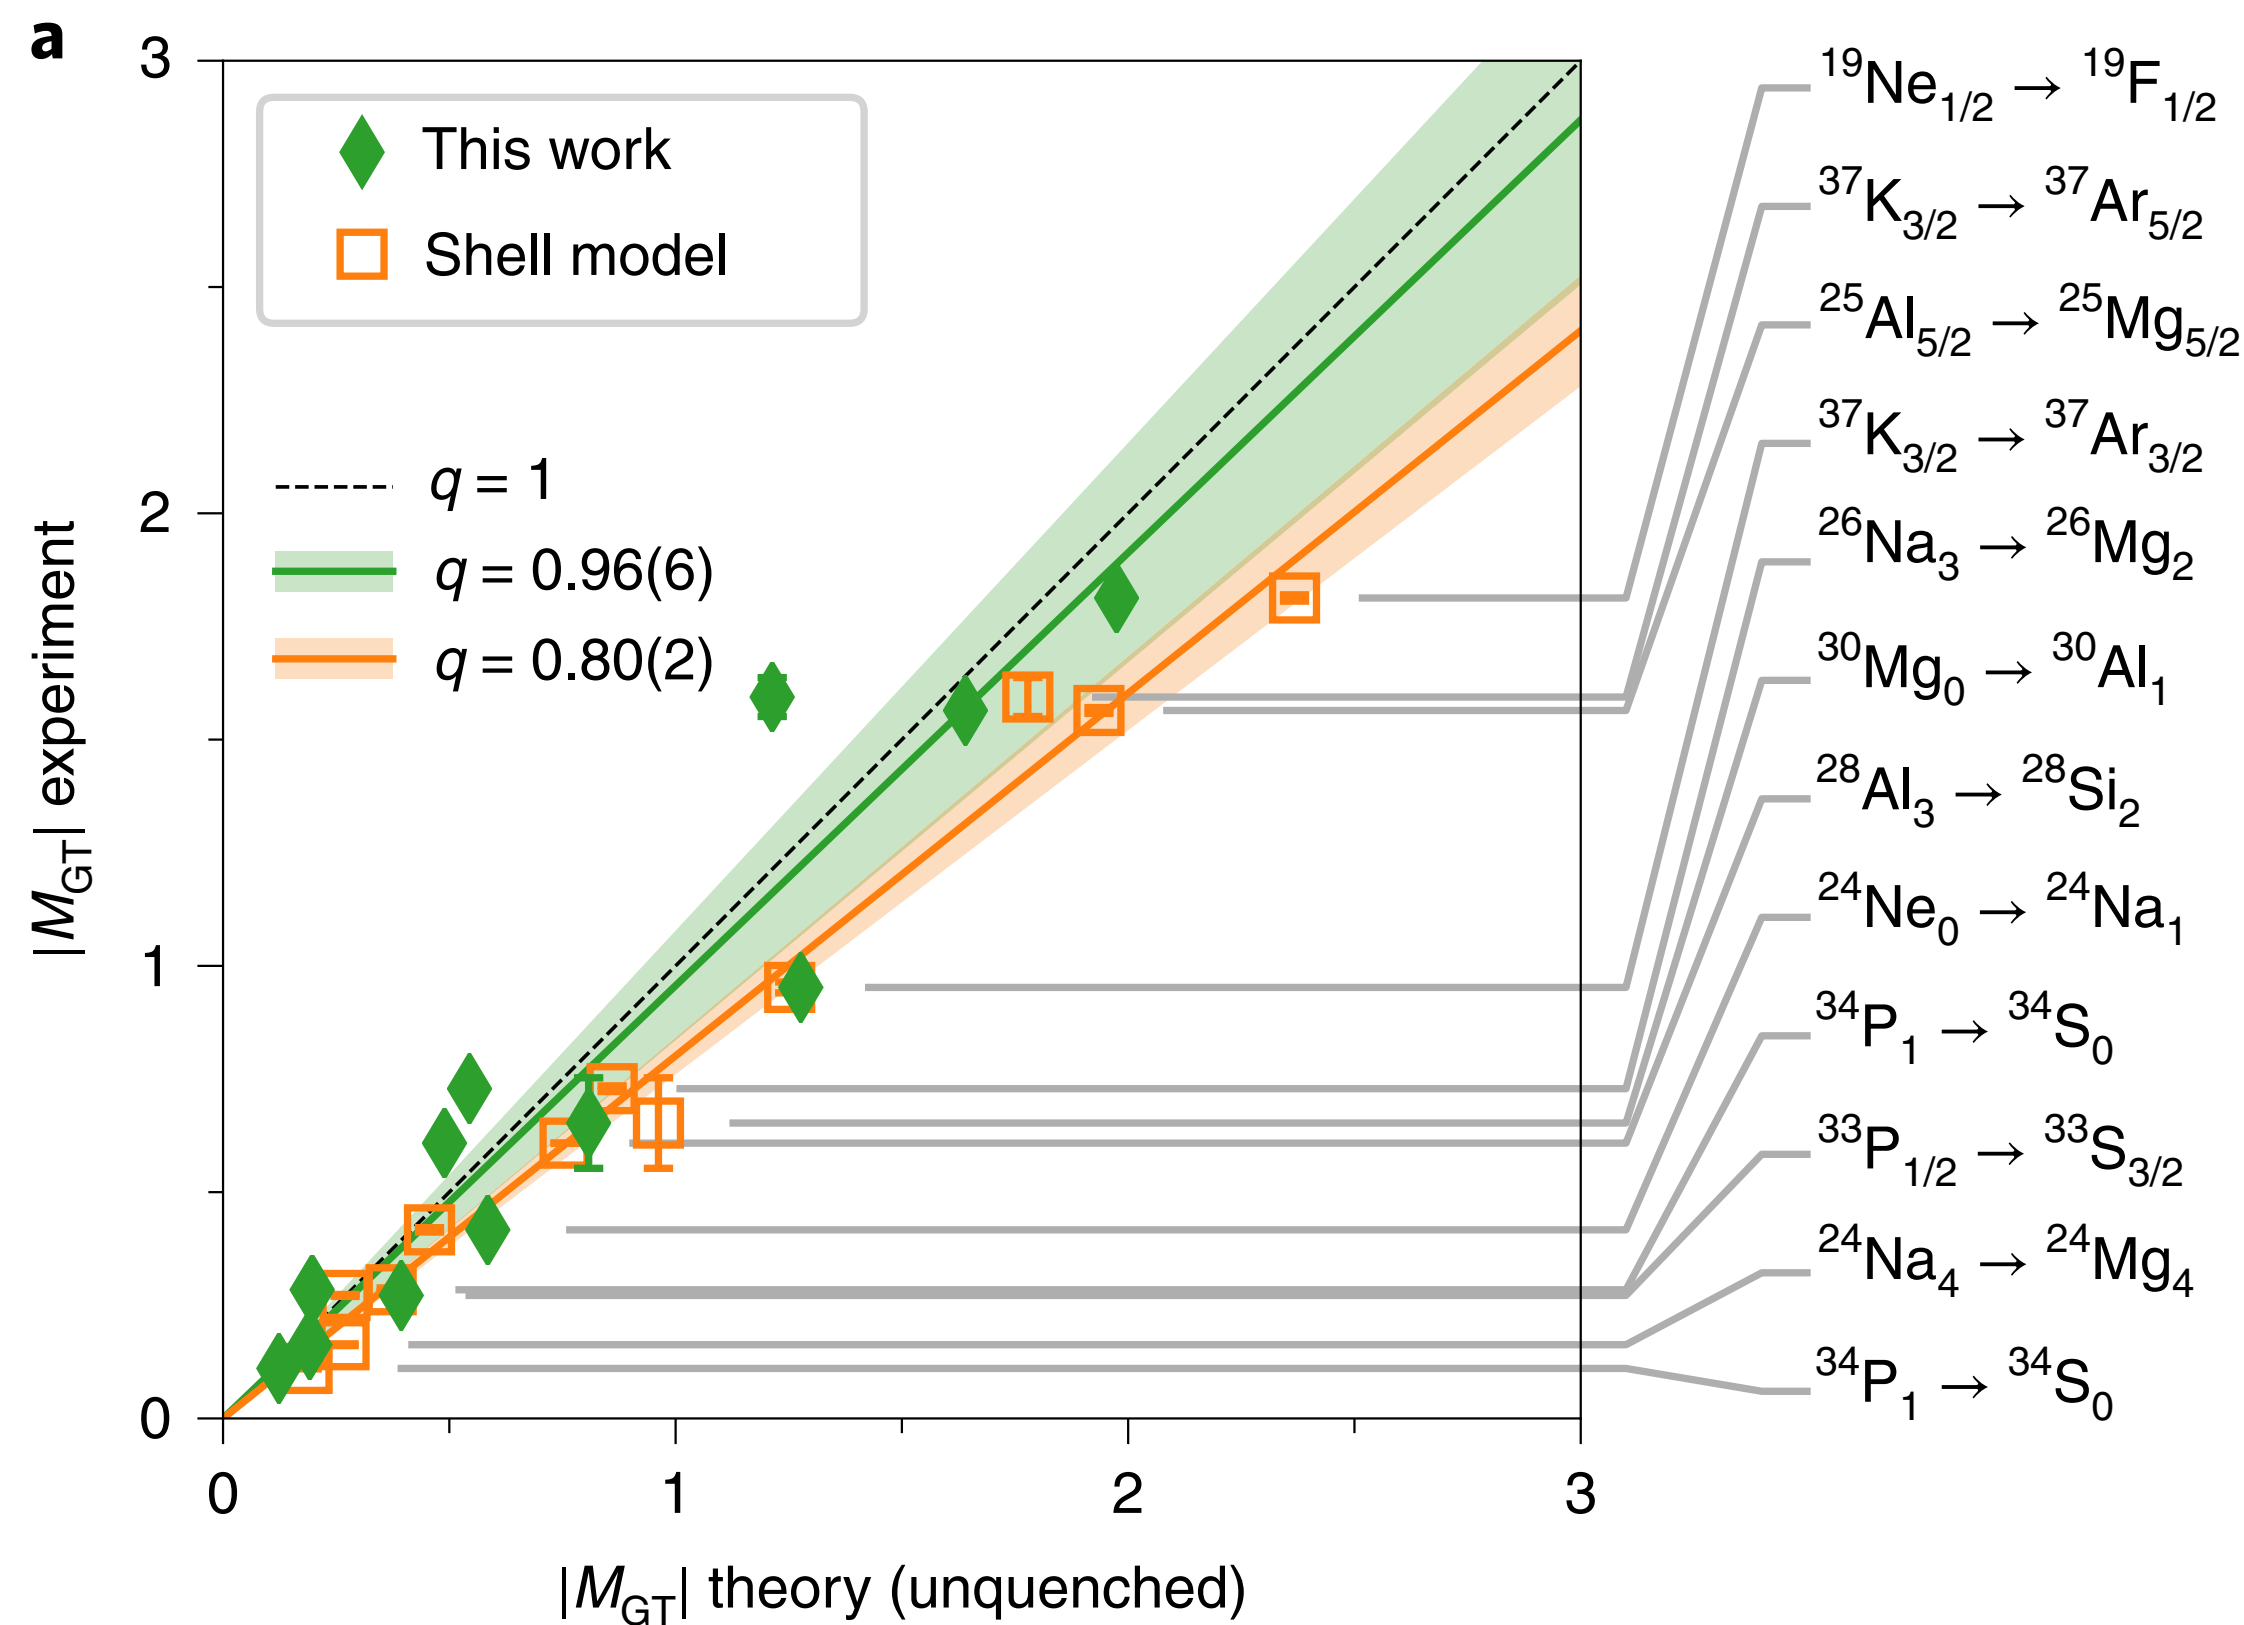 a
3
This work
Shell model
q = 1
2
q = 0.96(6)
q = 0.80(2)
1
0
0 1 2 3
|M_GT| experiment
|M_GT| theory (unquenched)
¹⁹Ne₁/₂ → ¹⁹F₁/₂
³⁷K₃/₂ → ³⁷Ar₅/₂
²⁵Al₅/₂ → ²⁵Mg₅/₂
³⁷K₃/₂ → ³⁷Ar₃/₂
²⁶Na₃ → ²⁶Mg₂
³⁰Mg₀ → ³⁰Al₁
²⁸Al₃ → ²⁸Si₂
²⁴Ne₀ → ²⁴Na₁
³⁴P₁ → ³⁴S₀
³³P₁/₂ → ³³S₃/₂
²⁴Na₄ → ²⁴Mg₄
³⁴P₁ → ³⁴S₀